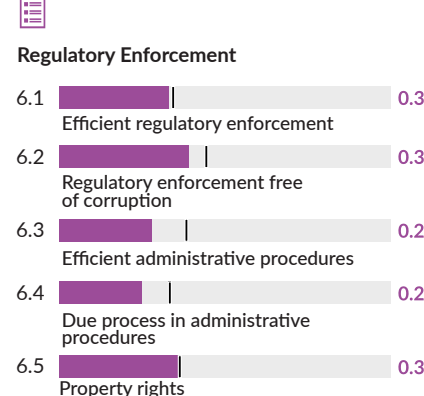 Regulatory Enforcement
6.1 0.3
Efficient regulatory enforcement
6.2 0.3
Regulatory enforcement free
of corruption
6.3 0.2
Efficient administrative procedures
6.4 0.2
Due process in administrative
procedures
6.5 0.3
Property rights